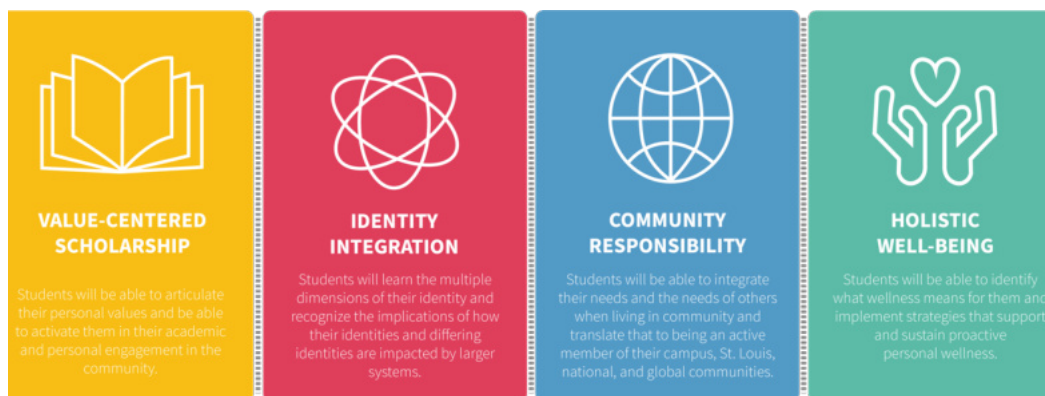 VALUE-CENTERED
SCHOLARSHIP
Students will be able to articulate
their personal values and be able
to activate them in their academic
and personal engagement in the
community.
IDENTITY
INTEGRATION
Students will learn the multiple
dimensions of their identity and
recognize the implications of how
their identities and differing
identities are impacted by larger
systems.
COMMUNITY
RESPONSIBILITY
Students will be able to integrate
their needs and the needs of others
when living in community and
translate that to being an active
member of their campus, St. Louis,
national, and global communities.
HOLISTIC
WELL-BEING
Students will be able to identify
what wellness means for them and
implement strategies that support
and sustain proactive
personal wellness.